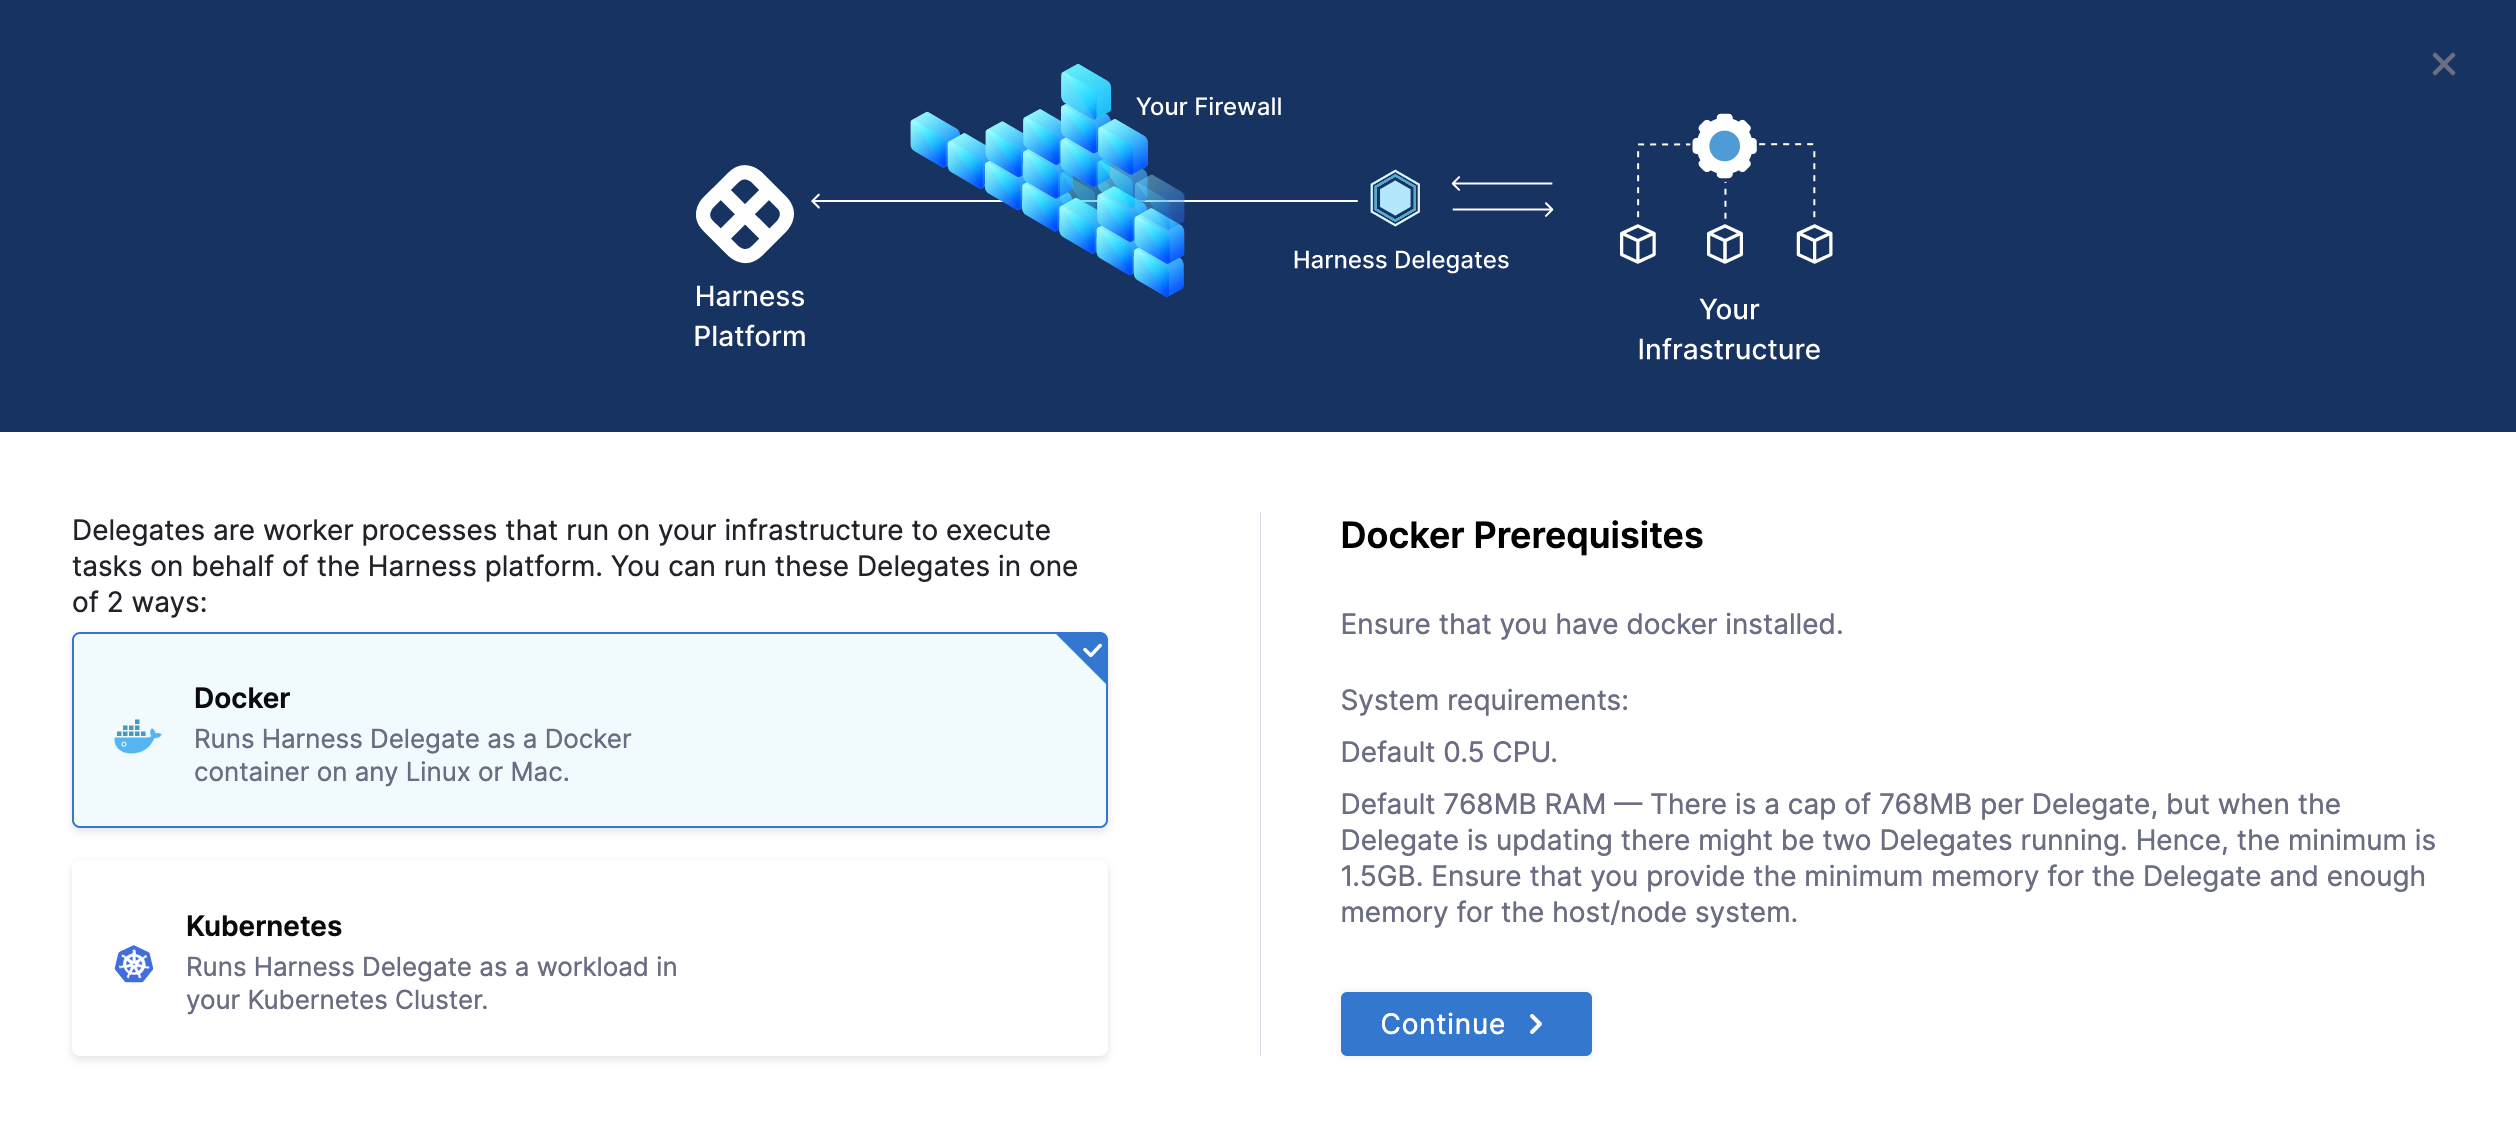 Your Firewall
Harness Delegates
Harness
Platform
Your
Infrastructure
Delegates are worker processes that run on your infrastructure to execute
tasks on behalf of the Harness platform. You can run these Delegates in one
of 2 ways:
Docker
Runs Harness Delegate as a Docker
container on any Linux or Mac.
Kubernetes
Runs Harness Delegate as a workload in
your Kubernetes Cluster.
Docker Prerequisites
Ensure that you have docker installed.
System requirements:
Default 0.5 CPU.
Default 768MB RAM — There is a cap of 768MB per Delegate, but when the
Delegate is updating there might be two Delegates running. Hence, the minimum is
1.5GB. Ensure that you provide the minimum memory for the Delegate and enough
memory for the host/node system.
Continue